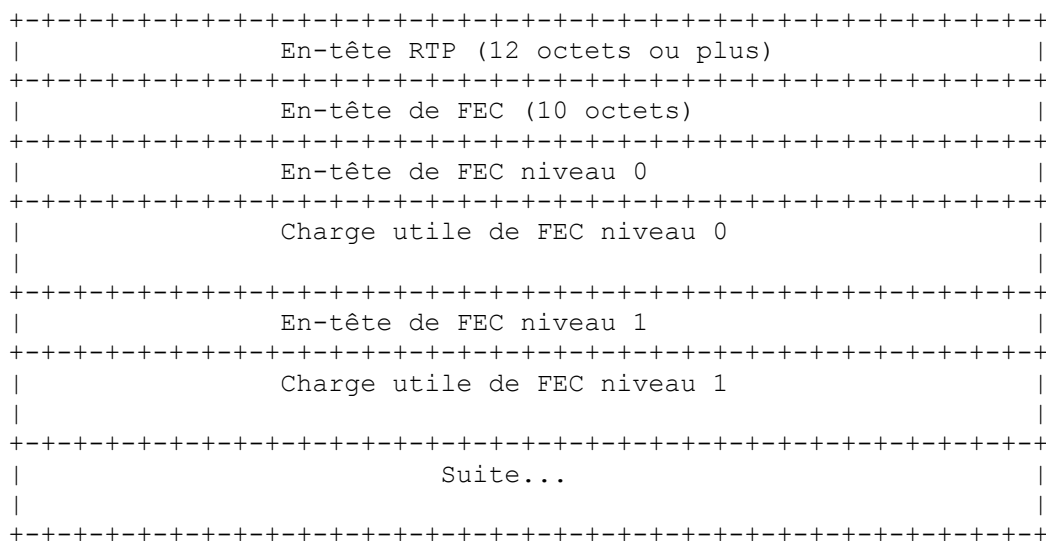 +-+-+-+-+-+-+-+-+-+-+-+-+-+-+-+-+-+-+-+-+-+-+-+-+-+-+-+-+-+-+-+-+
|                En-tête RTP (12 octets ou plus)                |
+-+-+-+-+-+-+-+-+-+-+-+-+-+-+-+-+-+-+-+-+-+-+-+-+-+-+-+-+-+-+-+-+
|                En-tête de FEC (10 octets)                     |
+-+-+-+-+-+-+-+-+-+-+-+-+-+-+-+-+-+-+-+-+-+-+-+-+-+-+-+-+-+-+-+-+
|                En-tête de FEC niveau 0                        |
+-+-+-+-+-+-+-+-+-+-+-+-+-+-+-+-+-+-+-+-+-+-+-+-+-+-+-+-+-+-+-+-+
|                Charge utile de FEC niveau 0                   |
|                                                               |
+-+-+-+-+-+-+-+-+-+-+-+-+-+-+-+-+-+-+-+-+-+-+-+-+-+-+-+-+-+-+-+-+
|                En-tête de FEC niveau 1                        |
+-+-+-+-+-+-+-+-+-+-+-+-+-+-+-+-+-+-+-+-+-+-+-+-+-+-+-+-+-+-+-+-+
|                Charge utile de FEC niveau 1                   |
|                                                               |
+-+-+-+-+-+-+-+-+-+-+-+-+-+-+-+-+-+-+-+-+-+-+-+-+-+-+-+-+-+-+-+-+
|                          Suite...                             |
|                                                               |
+-+-+-+-+-+-+-+-+-+-+-+-+-+-+-+-+-+-+-+-+-+-+-+-+-+-+-+-+-+-+-+-+